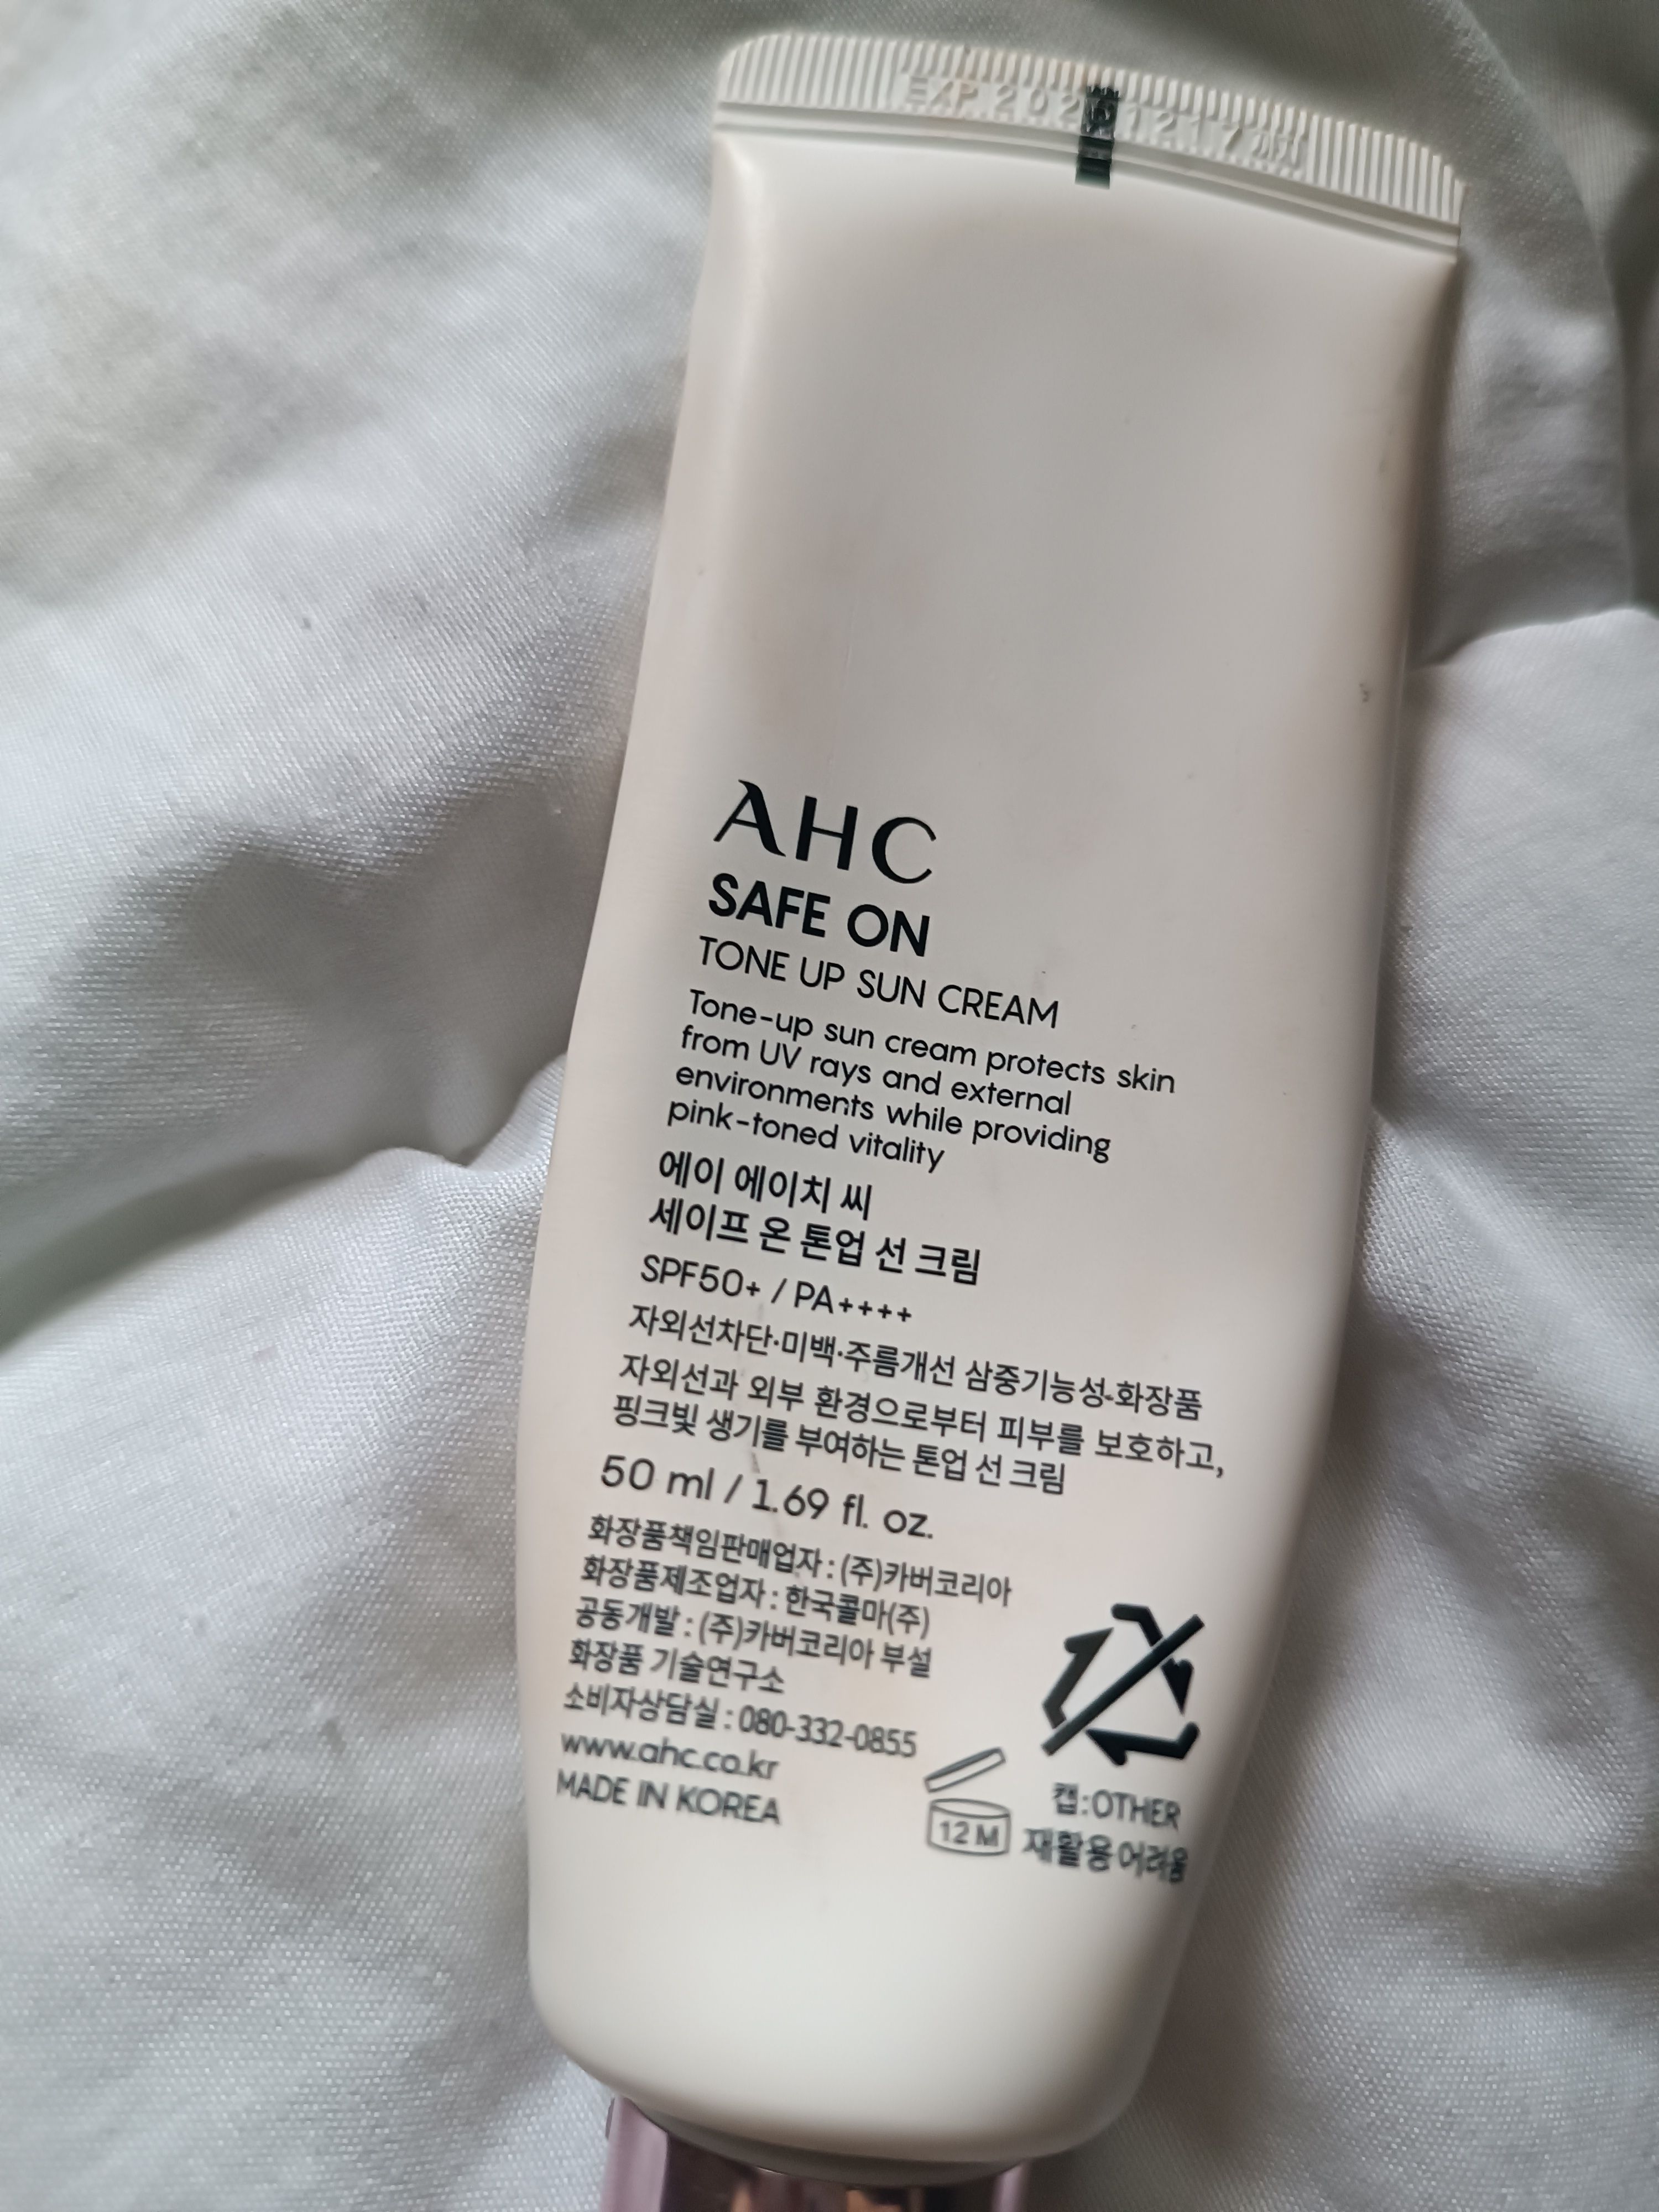 EXP
AHC
SAFE ON
TONE UP SUN CREAM
Tone-up sun cream protects skin
from UV rays and external
environments while providing
pink-toned vitality
에이 에이치 씨
세이프 온 톤업 선 크림
SPF50+ / PA++++
자외선차단·미백·주름개선 삼중기능성화장품
자외선과 외부 환경으로부터 피부를 보호하고,
핑크빛 생기를 부여하는 톤업 선 크림
50 ml / 1.69 fl. oz.
화장품책임판매업자 : (주)카버코리아
화장품제조업자 : 한국콜마(주)
공동개발 : (주)카버코리아 부설
화장품 기술연구소
소비자상담실 : 080-332-0855
www.ahc.co.kr
MADE IN KOREA
12 M
캡:OTHER
재활용 어려움